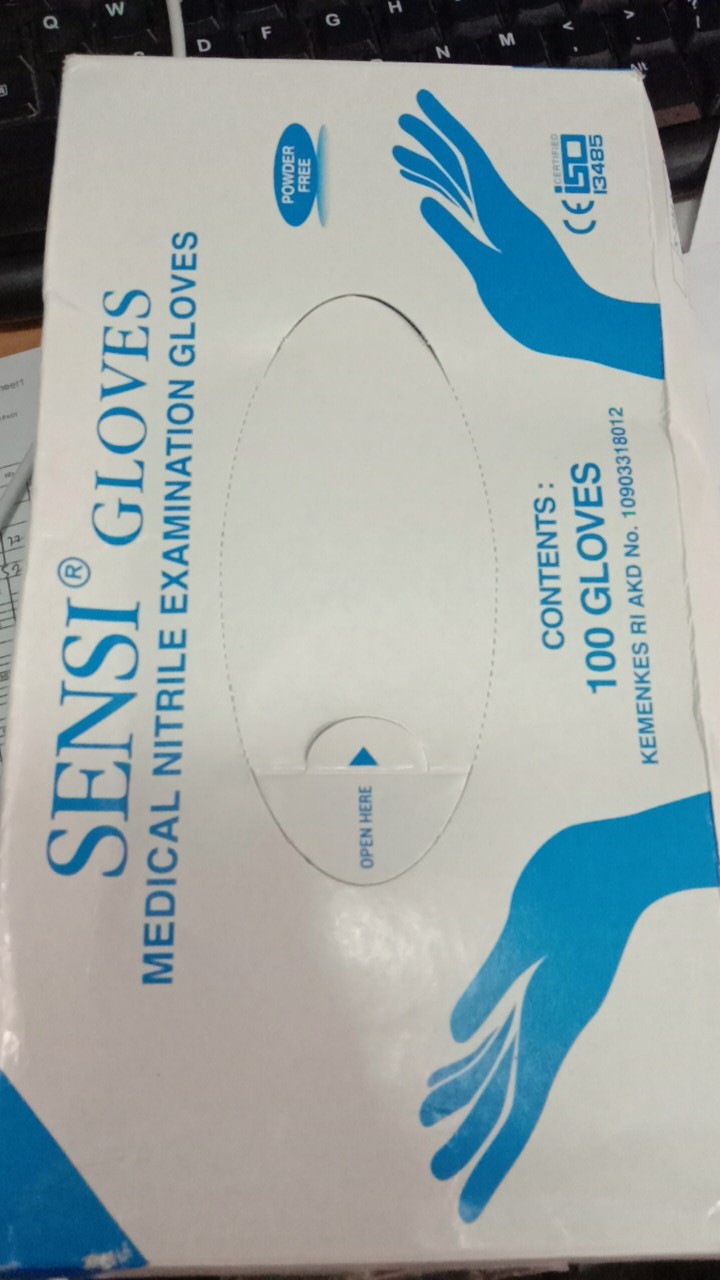 SENSI® GLOVES
MEDICAL NITRILE EXAMINATION GLOVES
POWDER
FREE
OPEN HERE
CONTENTS :
100 GLOVES
KEMENKES RI AKD No. 10903318012
CE
CERTIFIED
ISO
13485
Q
W
D
F
G
H
N
M
<
,
>
.
Alt